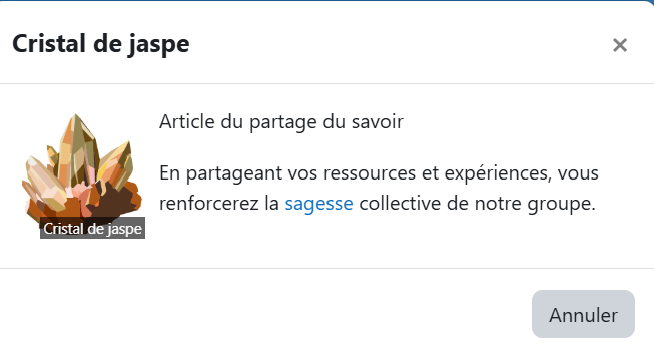 Cristal de jaspe
×
Article du partage du savoir
En partageant vos ressources et expériences, vous
renforcerez la sagesse collective de notre groupe.
Cristal de jaspe
Annuler